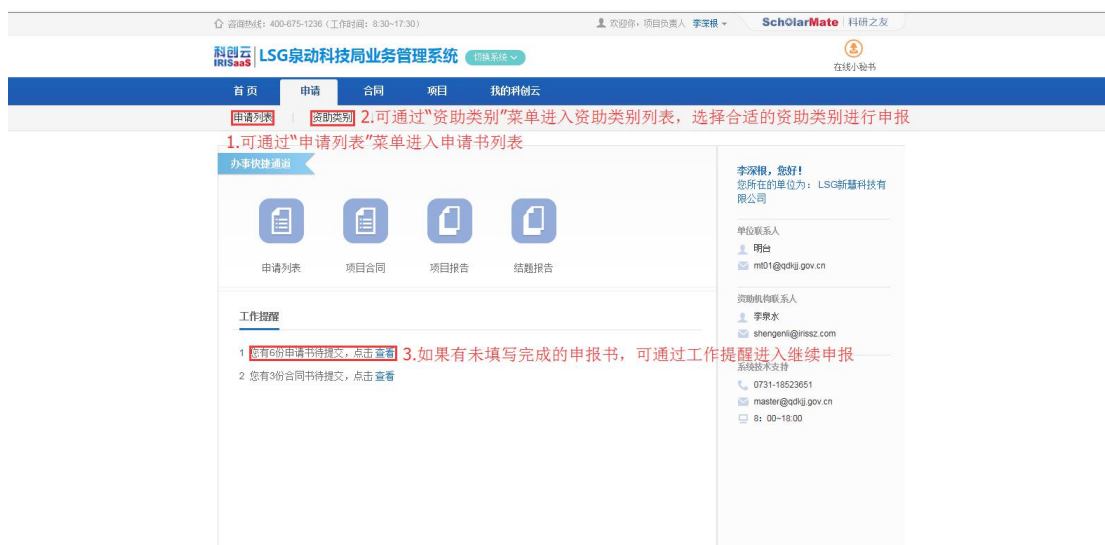 咨询热线：400-675-1236（工作时间：8:30~17:30）
欢迎你，项目负责人 李深根
SchOlarMate 科研之友
科创云 IRISaaS LSG泉动科技局业务管理系统 切换系统
在线小秘书
首页 申请 合同 项目 我的科创云
申请列表 资助类别 2.可通过“资助类别”菜单进入资助类别列表，选择合适的资助类别进行申报
1.可通过“申请列表”菜单进入申请书列表
办事快捷通道
申请列表 项目合同 项目报告 结题报告
工作提醒
1 您有6份申请书待提交，点击 查看 3.如果有未填写完成的申报书，可通过工作提醒进入继续申报
2 您有3份合同书待提交，点击 查看
李深根，您好！
您所在的单位为： LSG新慧科技有
限公司
单位联系人
明台
mt01@qdkjj.gov.cn
资助机构联系人
李泉水
shengenli@irissz.com
系统技术支持
0731-18523651
master@qdkjj.gov.cn
8：00~18:00